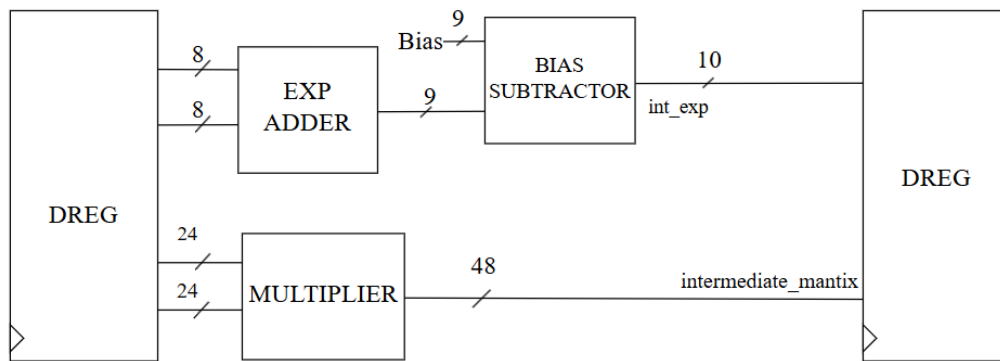 9
Bias
8
EXP
ADDER
8
9
BIAS
SUBTRACTOR
10
int_exp
DREG
DREG
24
24
MULTIPLIER
48
intermediate_mantix